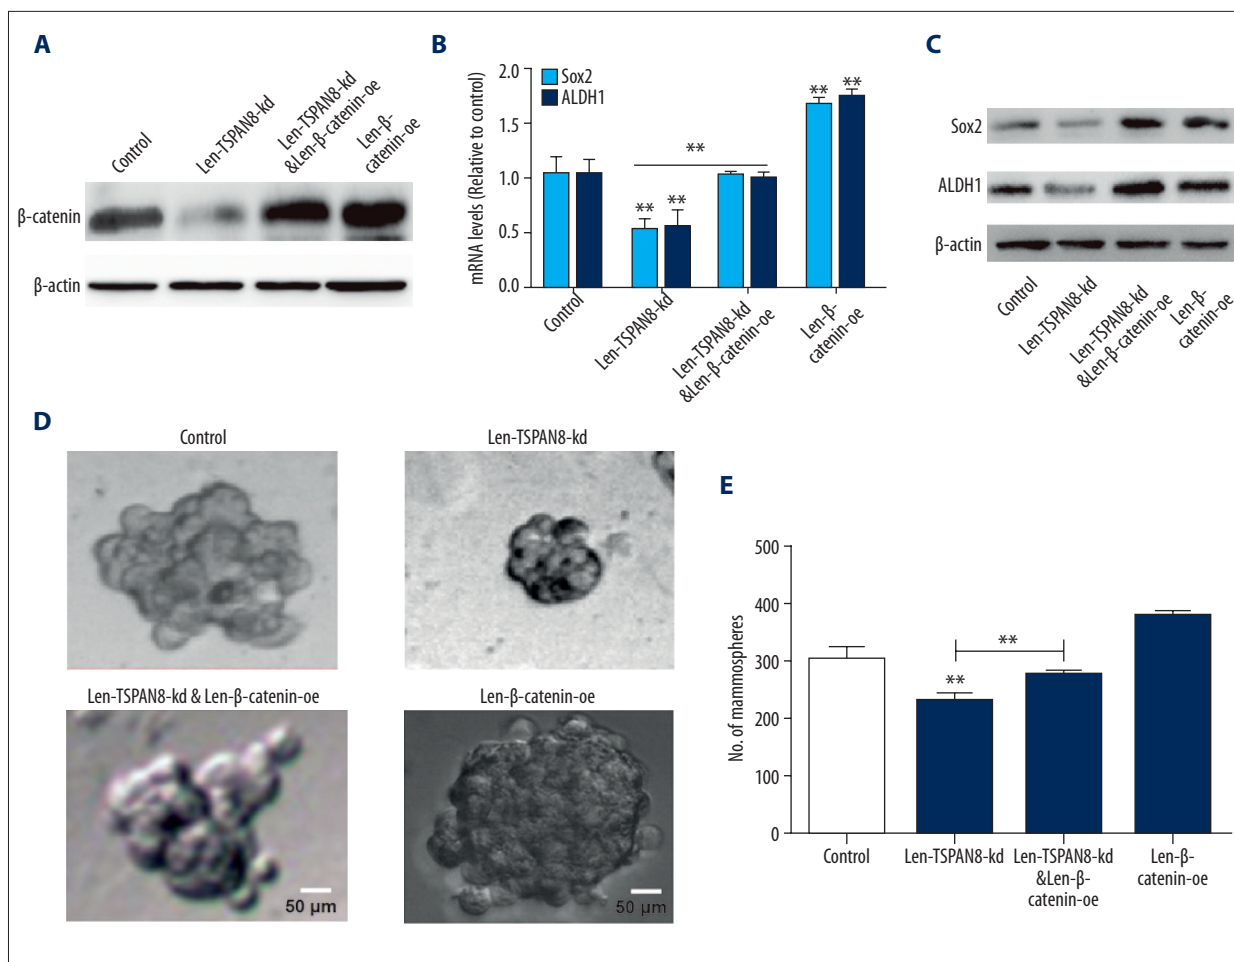 A
Control
Len-TSPAN8-kd
Len-TSPAN8-kd
&Len-β-catenin-oe
Len-β-
catenin-oe
β-catenin
β-actin
B
mRNA levels (Relative to control)
2.0
1.5
1.0
0.5
0.0
Sox2
ALDH1
**
**
**
**
**
Control
Len-TSPAN8-kd
Len-TSPAN8-kd
&Len-β-catenin-oe
Len-β-
catenin-oe
C
Sox2
ALDH1
β-actin
Control
Len-TSPAN8-kd
Len-TSPAN8-kd
&Len-β-catenin-oe
Len-β-
catenin-oe
D
Control
Len-TSPAN8-kd
Len-TSPAN8-kd & Len-β-catenin-oe
Len-β-catenin-oe
50 μm
50 μm
E
No. of mammospheres
500
400
300
200
100
0
**
**
Control
Len-TSPAN8-kd
Len-TSPAN8-kd
&Len-β-
catenin-oe
Len-β-
catenin-oe